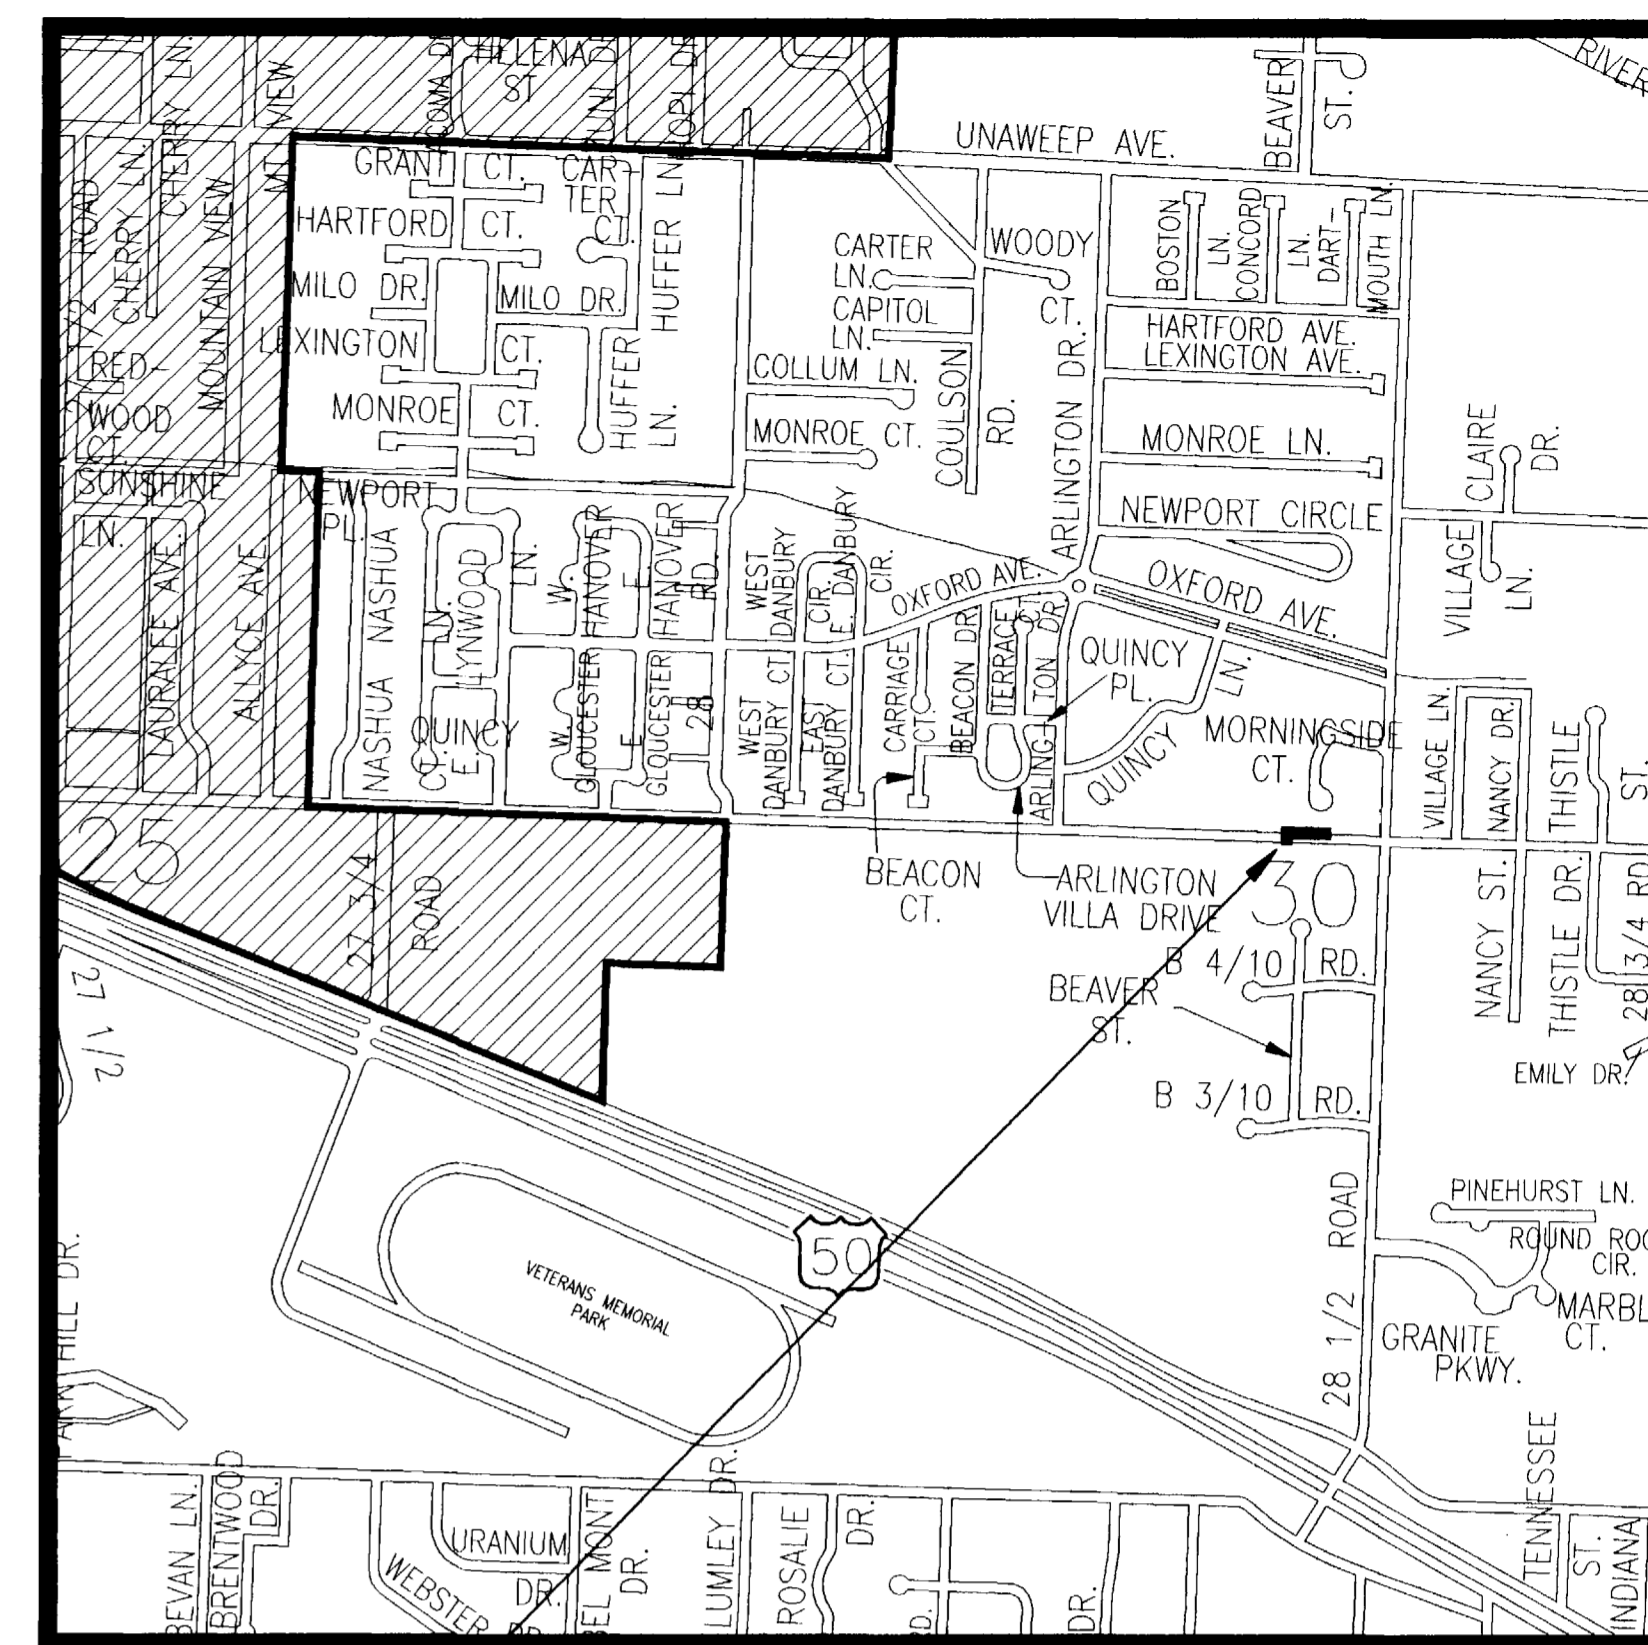 HELENA
ST
RIVER
BEAVER
ST.
UNAWEEP AVE.
CHERRY LN.
MT VIEW
CHERRY LN.
MOUNTAIN VIEW
ROAD
GRANT CT.
CAR-
TER
CT.
HARTFORD CT.
HUFFER LN.
MILO DR.
MILO DR.
LEXINGTON CT.
MONROE CT.
HUFFER
LN.
CARTER
LN.
CAPITOL
LN.
COLLUM LN.
MONROE CT.
COULSON
RD.
WOODY
CT.
ARLINGTON DR.
BOSTON
LN.
CONCORD
LN.
DART-
MOUTH LN.
HARTFORD AVE.
LEXINGTON AVE.
MONROE LN.
NEWPORT CIRCLE
CLAIRE
DR.
VILLAGE
LN.
RED-
WOOD
CT.
SUNSHINE
LN.
LAURALEE AVE.
ALLYCE AVE.
NEWPORT
PL.
NASHUA NASHUA
LN.
CT.
LYNWOOD
LN.
QUINCY
E.
W.
HANOVER
E
HANOVER
RD.
W.
GLOUCESTER
E
GLOUCESTER
28
WEST
DANBURY
CIR.
E. DANBURY
CIR.
WEST
DANBURY CT.
EAST
DANBURY CT.
OXFORD AVE.
OXFORD AVE.
CARRIAGE
CT.
BEACON DR.
BEACON
TERRACE
CT.
ARLING-
TON DR.
QUINCY
PL.
QUINCY
LN.
MORNINGSIDE
CT.
VILLAGE LN.
NANCY DR.
THISTLE
ST.
25
30
BEACON
CT.
ARLINGTON
VILLA DRIVE
27 3/4
ROAD
B 4/10 RD.
BEAVER
ST.
B 3/10 RD.
NANCY ST.
THISTLE DR.
28 3/4 RD
EMILY DR.
27 1/2
50
VETERANS MEMORIAL
PARK
28 1/2 ROAD
PINEHURST LN.
ROUND ROC
CIR.
MARBL
CT.
GRANITE
PKWY.
HILL DR.
BEVAN LN.
BRENTWOOD
DR.
URANIUM
DR.
WEBSTER
BEL MONT
DR.
LUMLEY DR.
ROSALIE
DR.
DR.
TENNESSEE
ST.
INDIANA